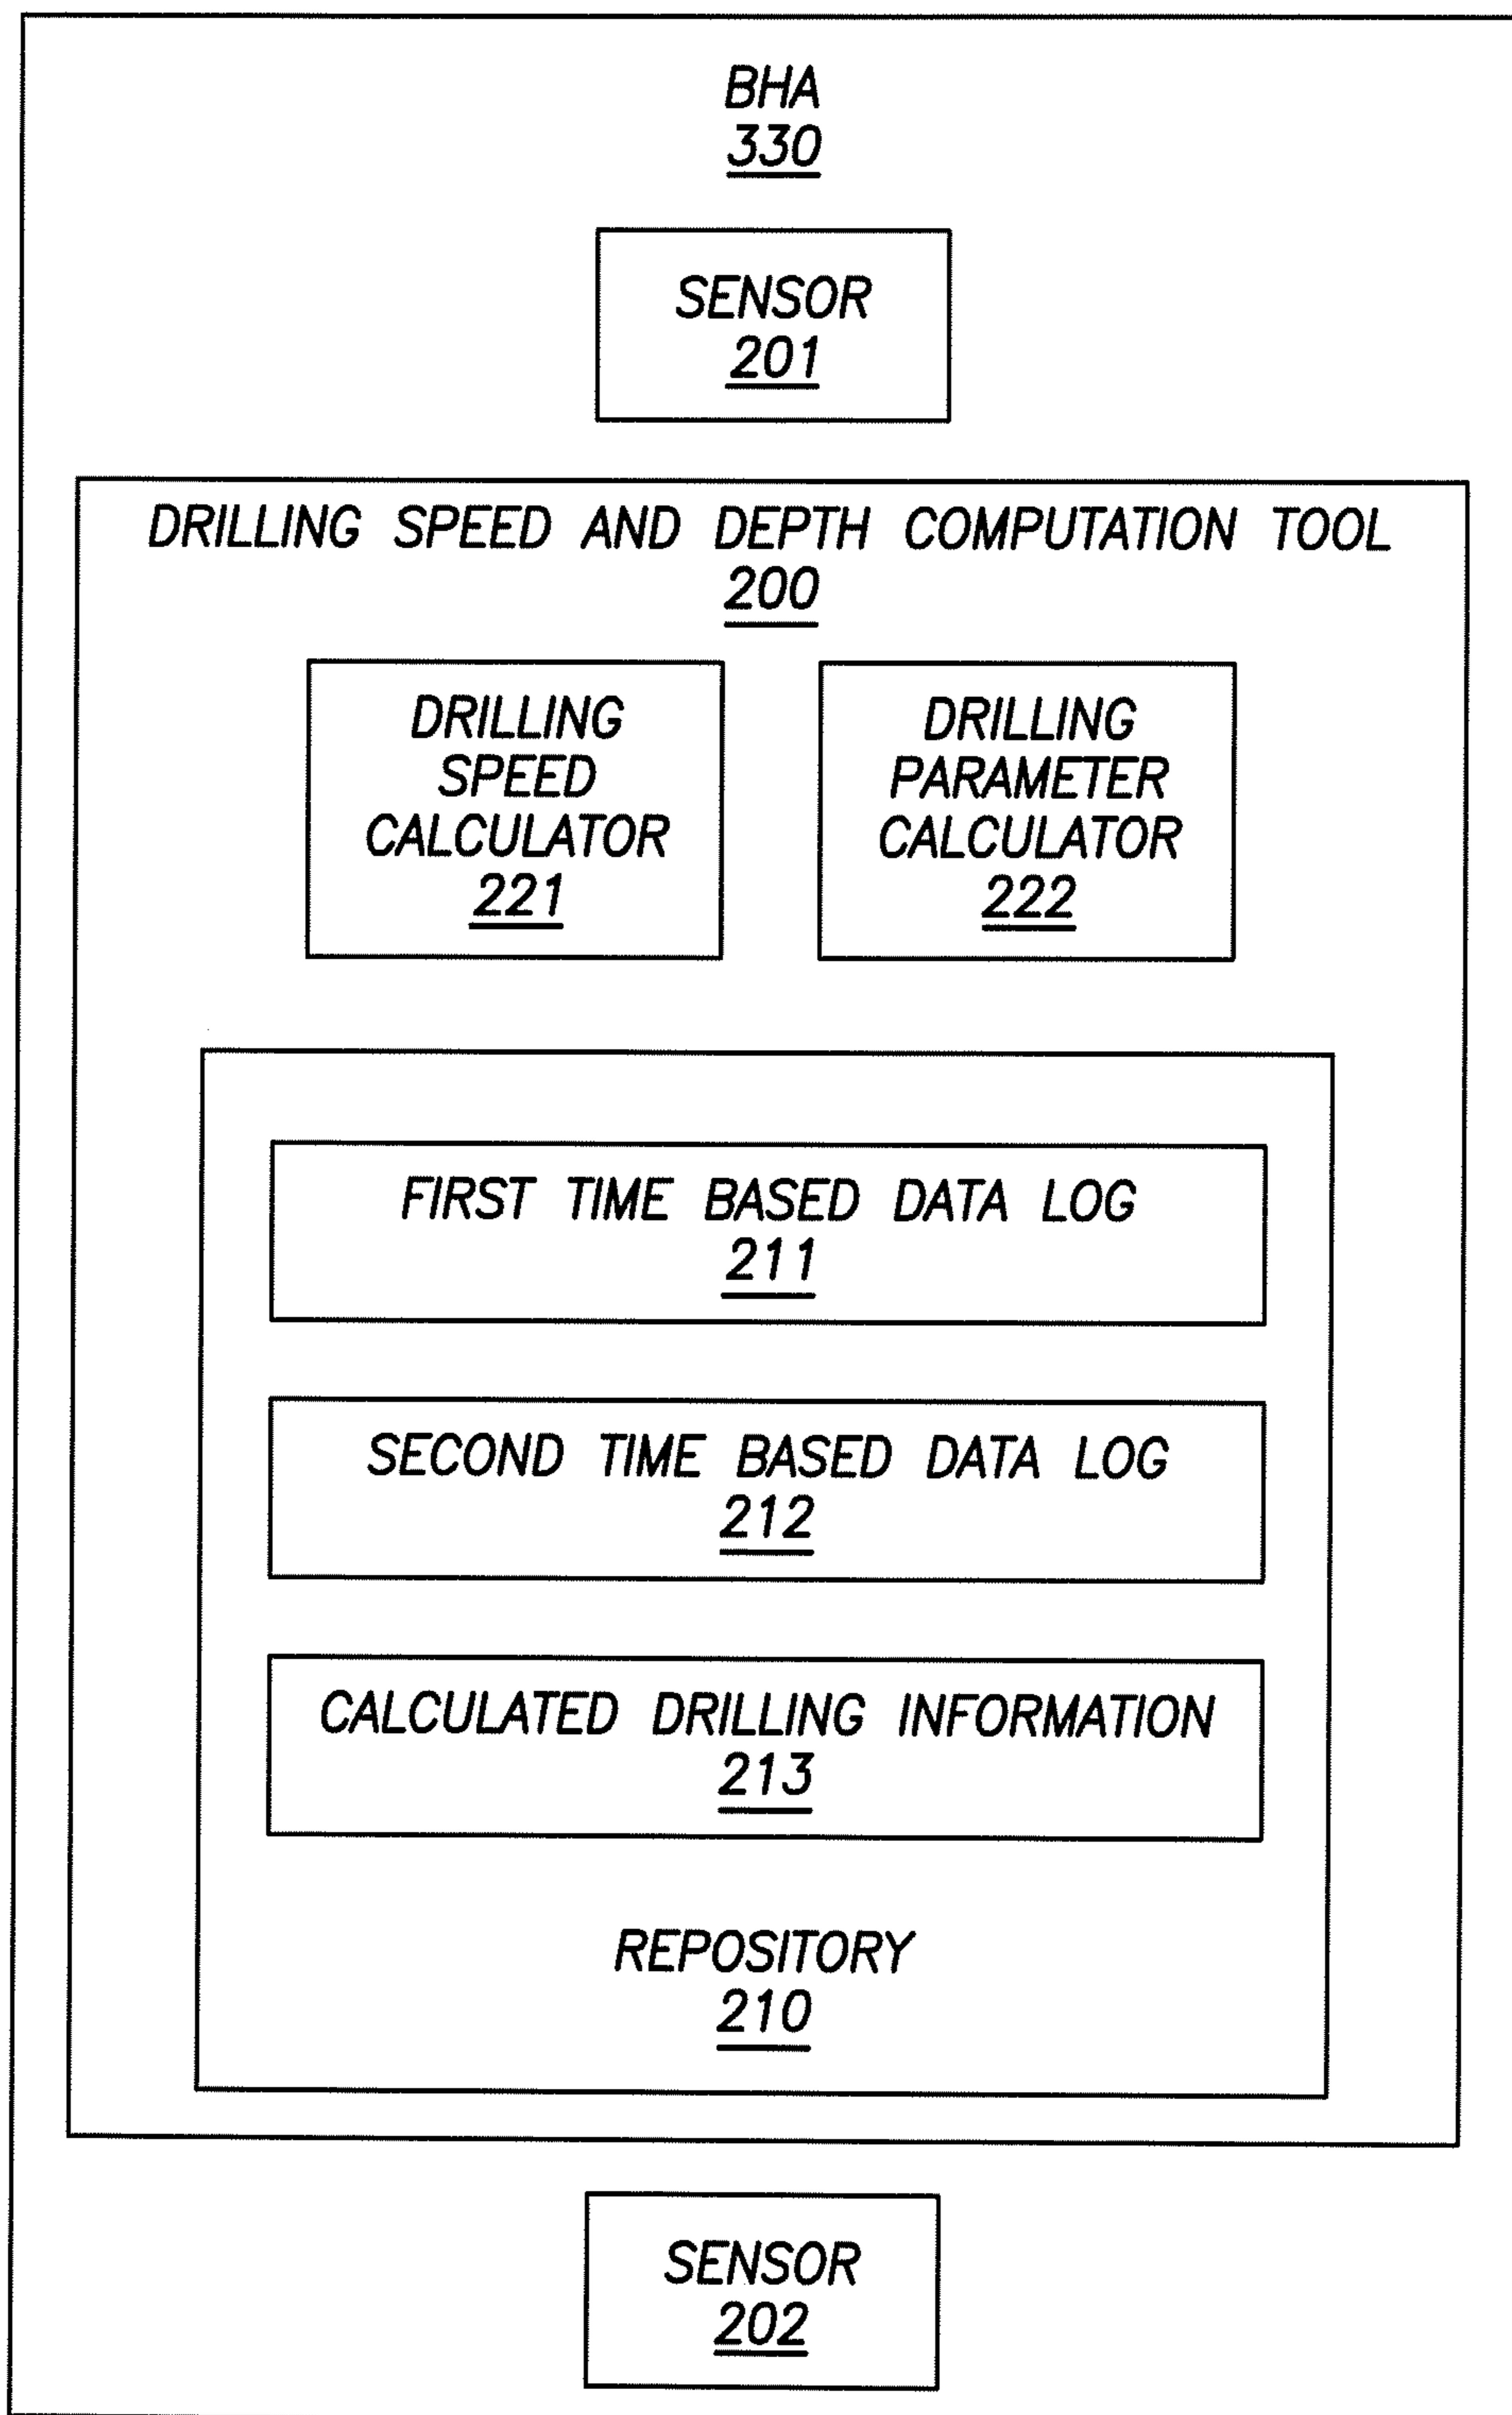 BHA
330
SENSOR
201
DRILLING SPEED AND DEPTH COMPUTATION TOOL
200
DRILLING
SPEED
CALCULATOR
221
DRILLING
PARAMETER
CALCULATOR
222
FIRST TIME BASED DATA LOG
211
SECOND TIME BASED DATA LOG
212
CALCULATED DRILLING INFORMATION
213
REPOSITORY
210
SENSOR
202